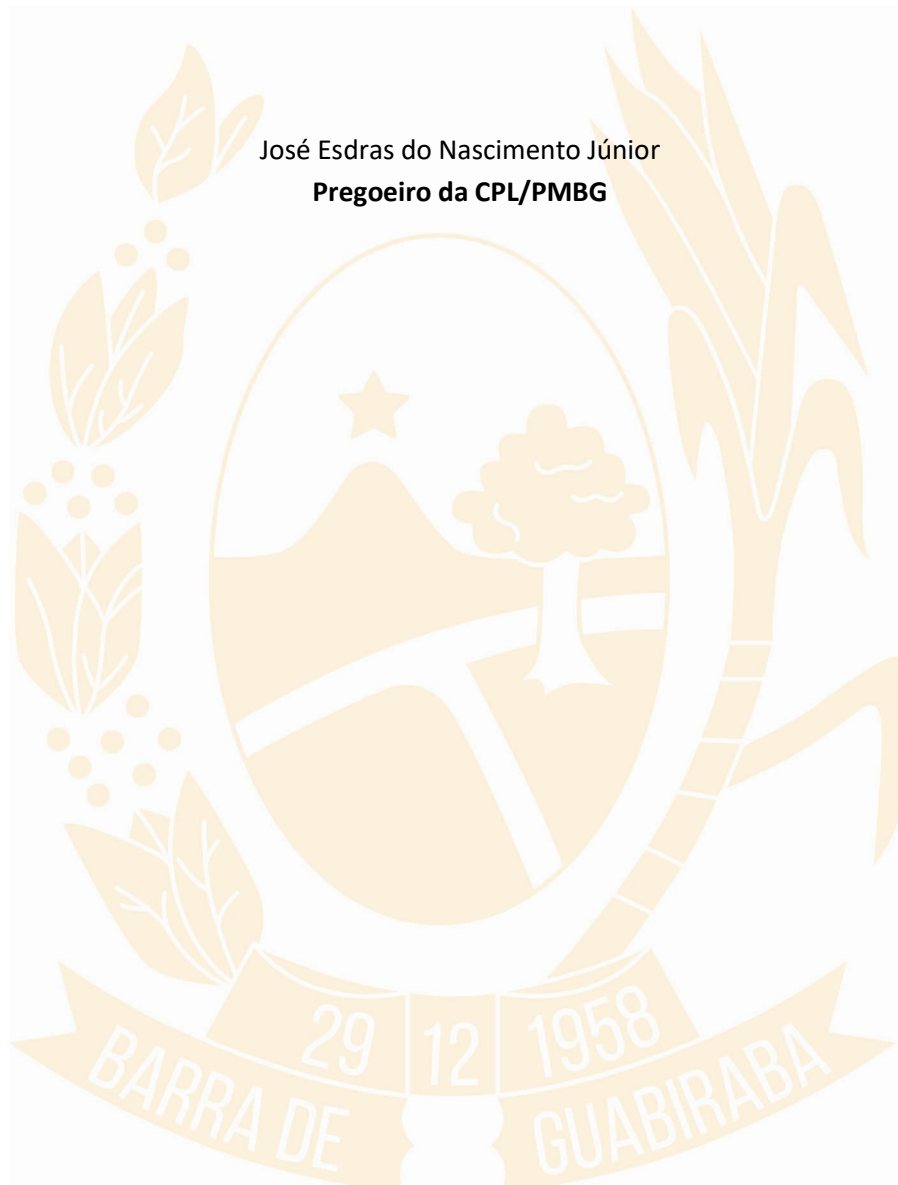 José Esdras do Nascimento Júnior
Pregoeiro da CPL/PMBG
29 12 1958
BARRA DE GUABIRABA